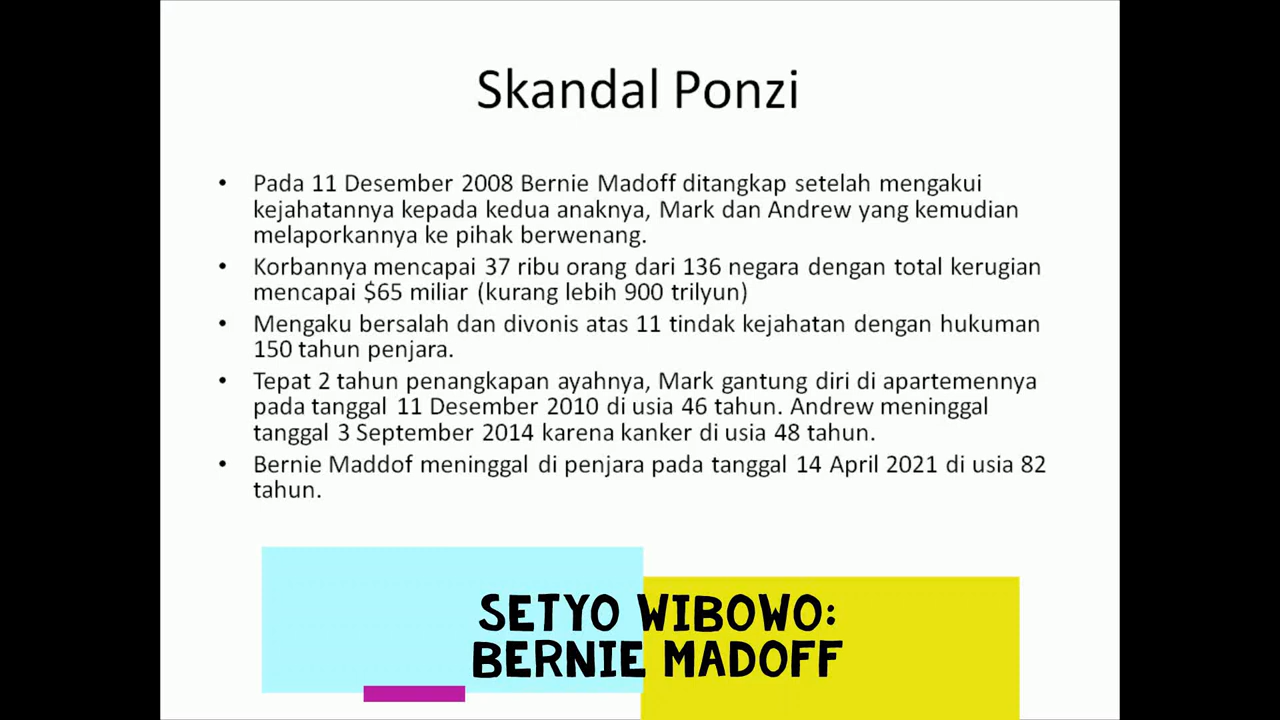 Skandal Ponzi
• Pada 11 Desember 2008 Bernie Madoff ditangkap setelah mengakui
kejahatannya kepada kedua anaknya, Mark dan Andrew yang kemudian
melaporkannya ke pihak berwenang.
• Korbannya mencapai 37 ribu orang dari 136 negara dengan total kerugian
mencapai $65 miliar (kurang lebih 900 trilyun)
• Mengaku bersalah dan divonis atas 11 tindak kejahatan dengan hukuman
150 tahun penjara.
• Tepat 2 tahun penangkapan ayahnya, Mark gantung diri di apartemennya
pada tanggal 11 Desember 2010 di usia 46 tahun. Andrew meninggal
tanggal 3 September 2014 karena kanker di usia 48 tahun.
• Bernie Maddof meninggal di penjara pada tanggal 14 April 2021 di usia 82
tahun.
SETYO WIBOWO:
BERNIE MADOFF